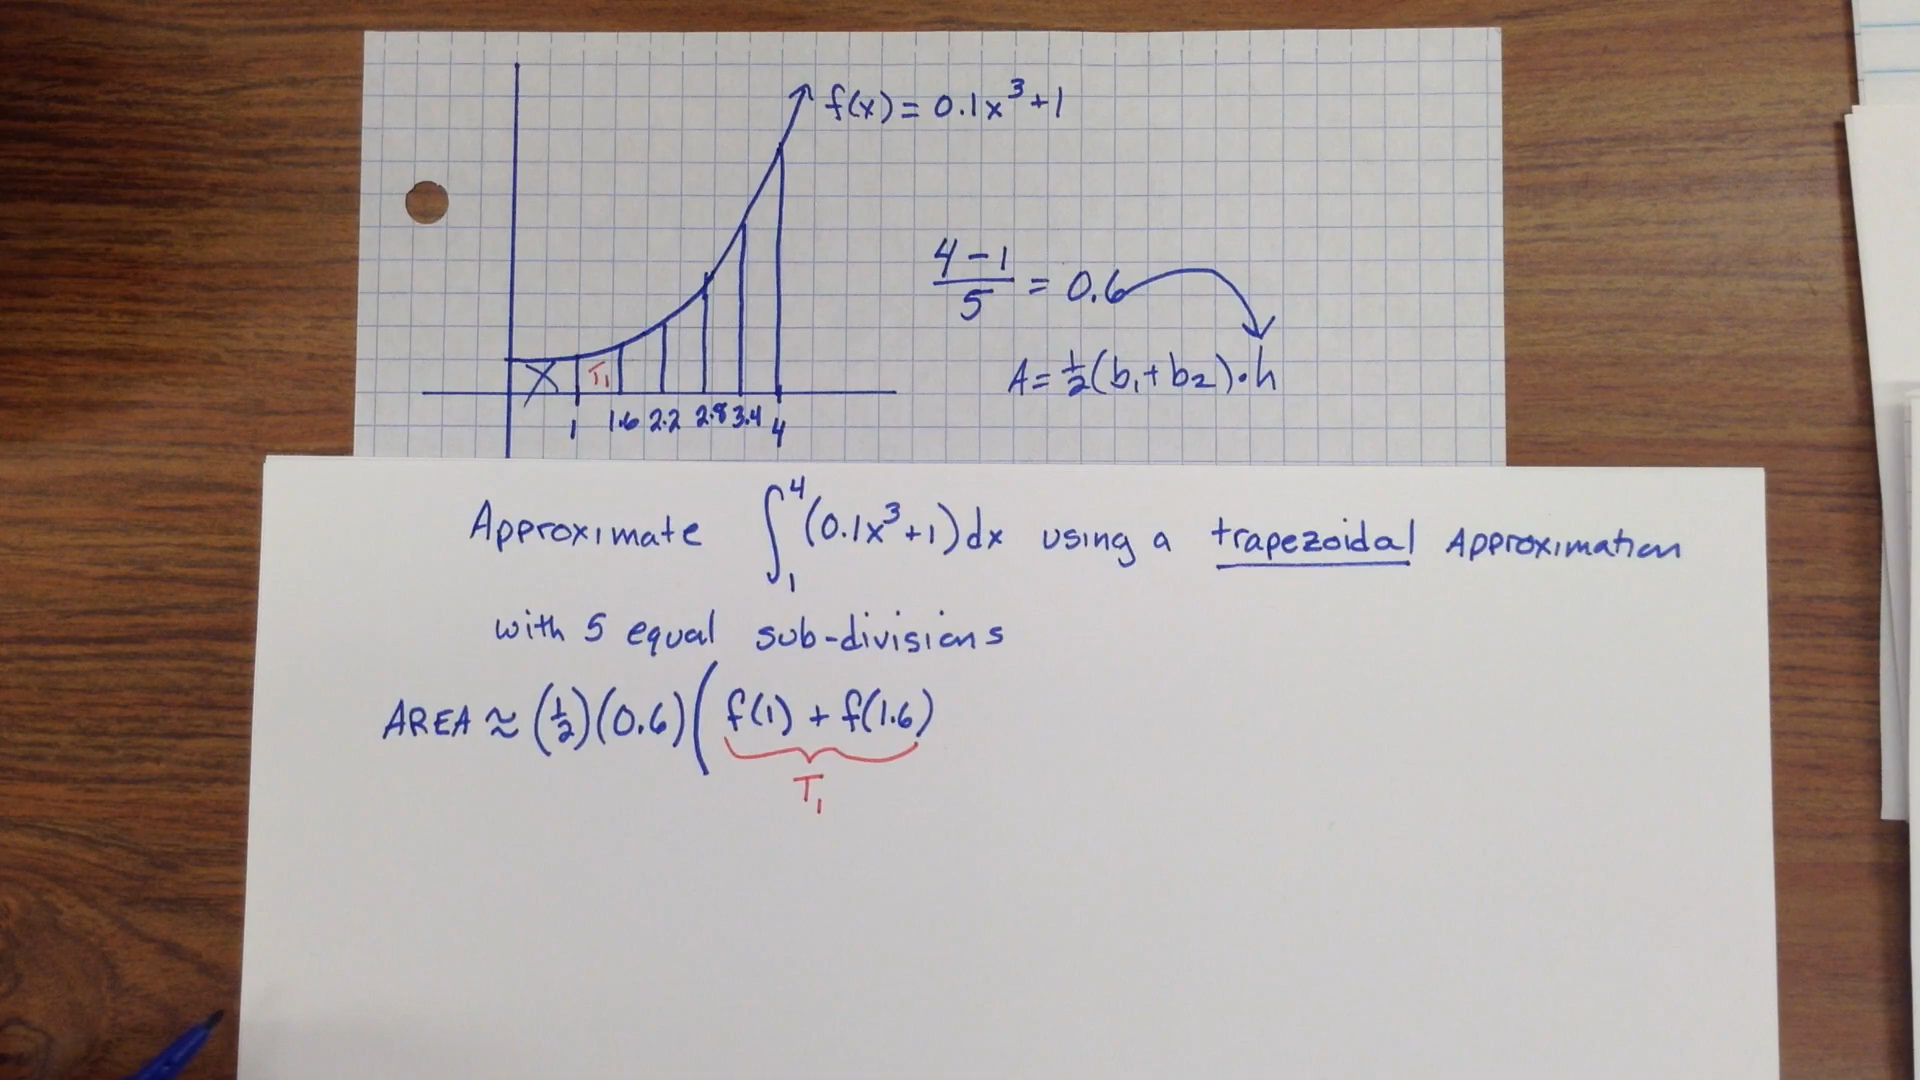 f(x) = 0.1x³+1
(4-1)/5 = 0.6
A = ½(b₁+b₂)·h
X T₁
1 1.6 2.2 2.8 3.4 4
Approximate ∫₁⁴(0.1x³+1)dx using a trapezoidal Approximation
with 5 equal sub-divisions
AREA ≈ (½)(0.6)(f(1) + f(1.6)
T₁